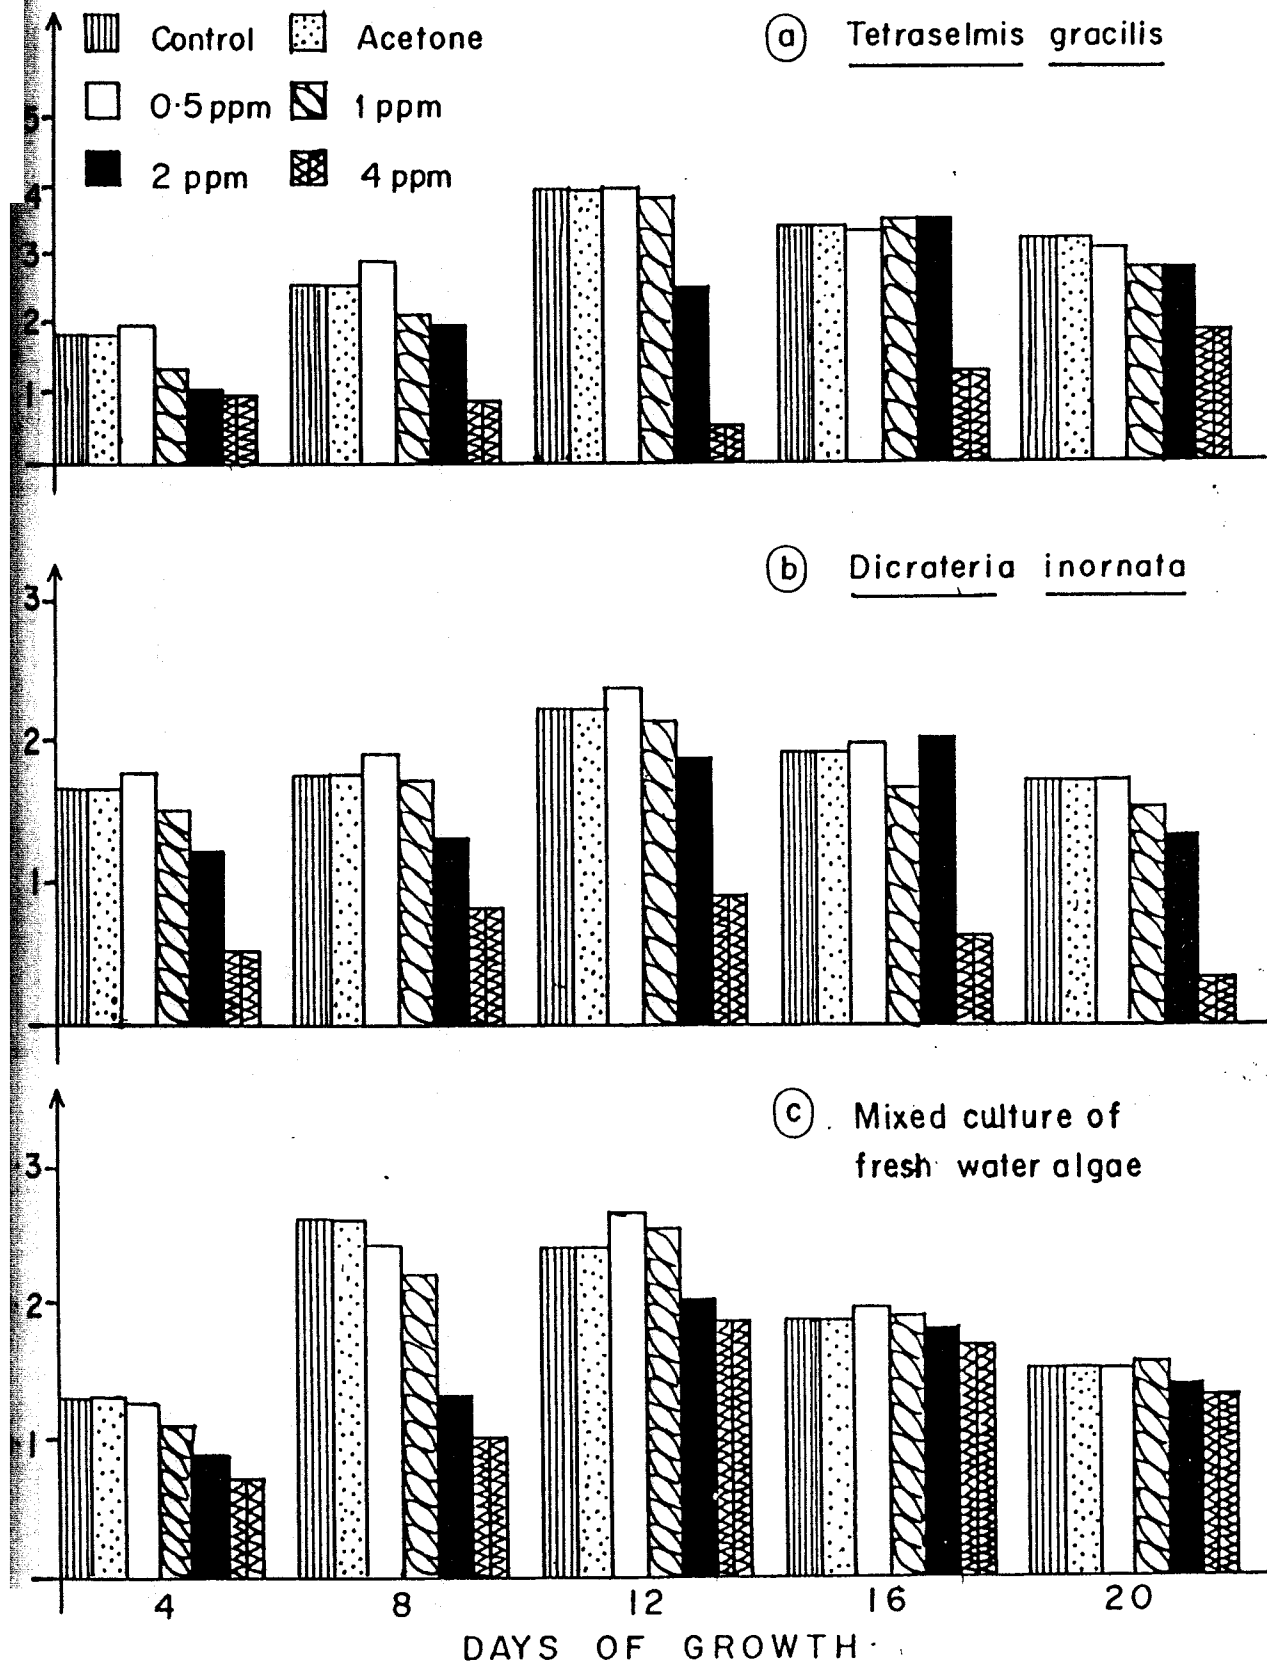 Control Acetone
0.5 ppm 1 ppm
2 ppm 4 ppm
a Tetraselmis gracilis
5
4
3
2
1
b Dicrateria inornata
3
2
1
c Mixed culture of
fresh water algae
3
2
1
4 8 12 16 20
DAYS OF GROWTH